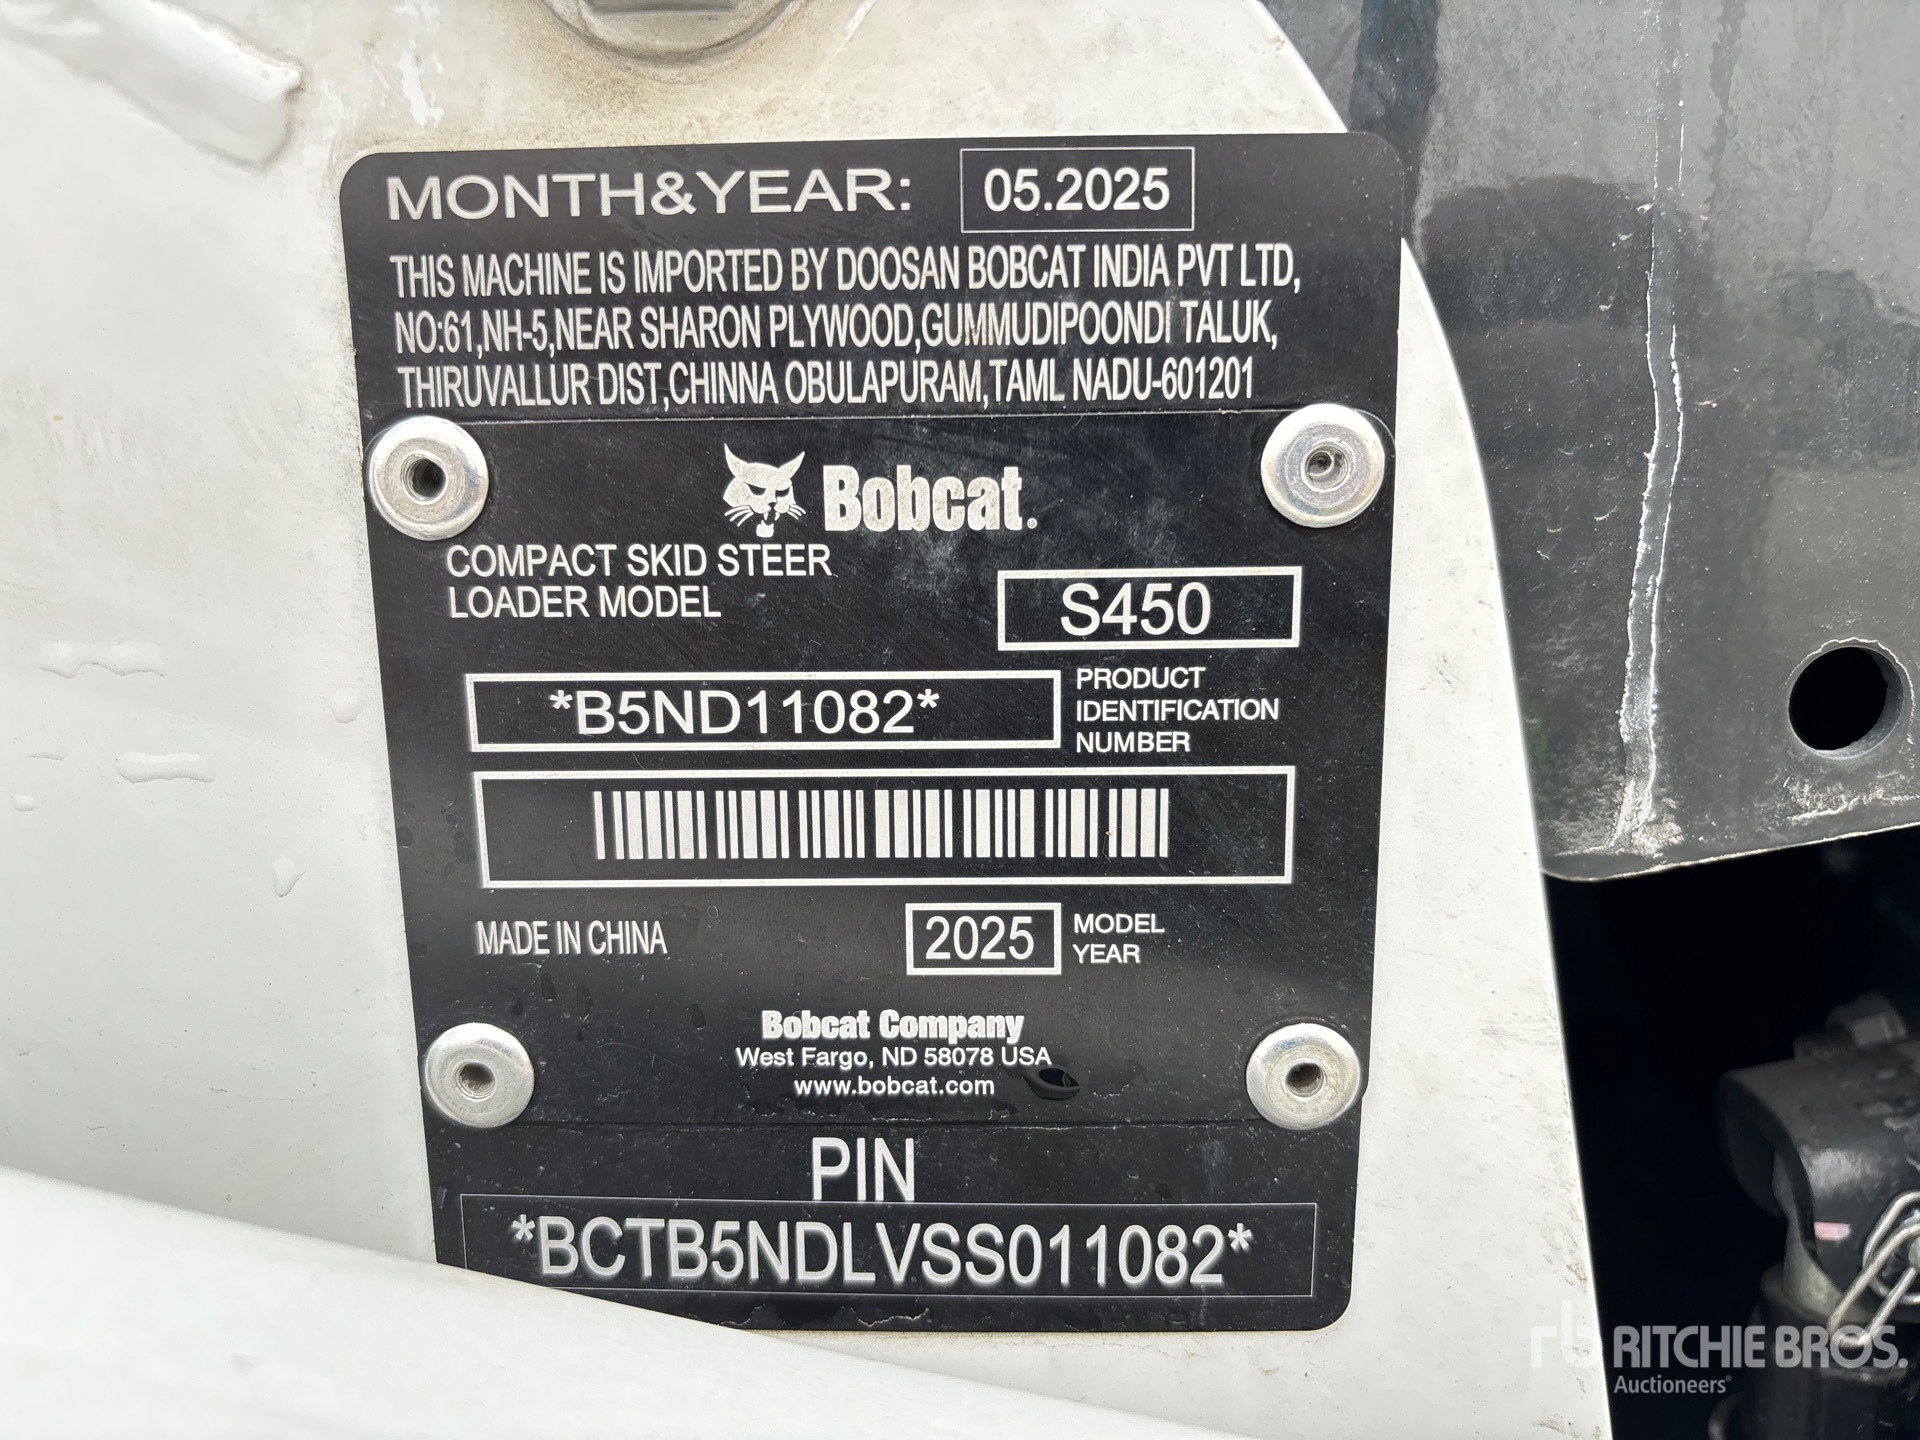 MONTH&YEAR: 05.2025
THIS MACHINE IS IMPORTED BY DOOSAN BOBCAT INDIA PVT LTD,
NO:61,NH-5,NEAR SHARON PLYWOOD,GUMMUDIPOONDI TALUK,
THIRUVALLUR DIST,CHINNA OBULAPURAM,TAMIL NADU-601201
Bobcat®
COMPACT SKID STEER
LOADER MODEL
S450
*B5ND11082*
PRODUCT
IDENTIFICATION
NUMBER
MADE IN CHINA
2025
MODEL
YEAR
Bobcat Company
West Fargo, ND 58078 USA
www.bobcat.com
PIN
*BCTB5NDLVSS011082*
rb RITCHIE BROS.
Auctioneers®